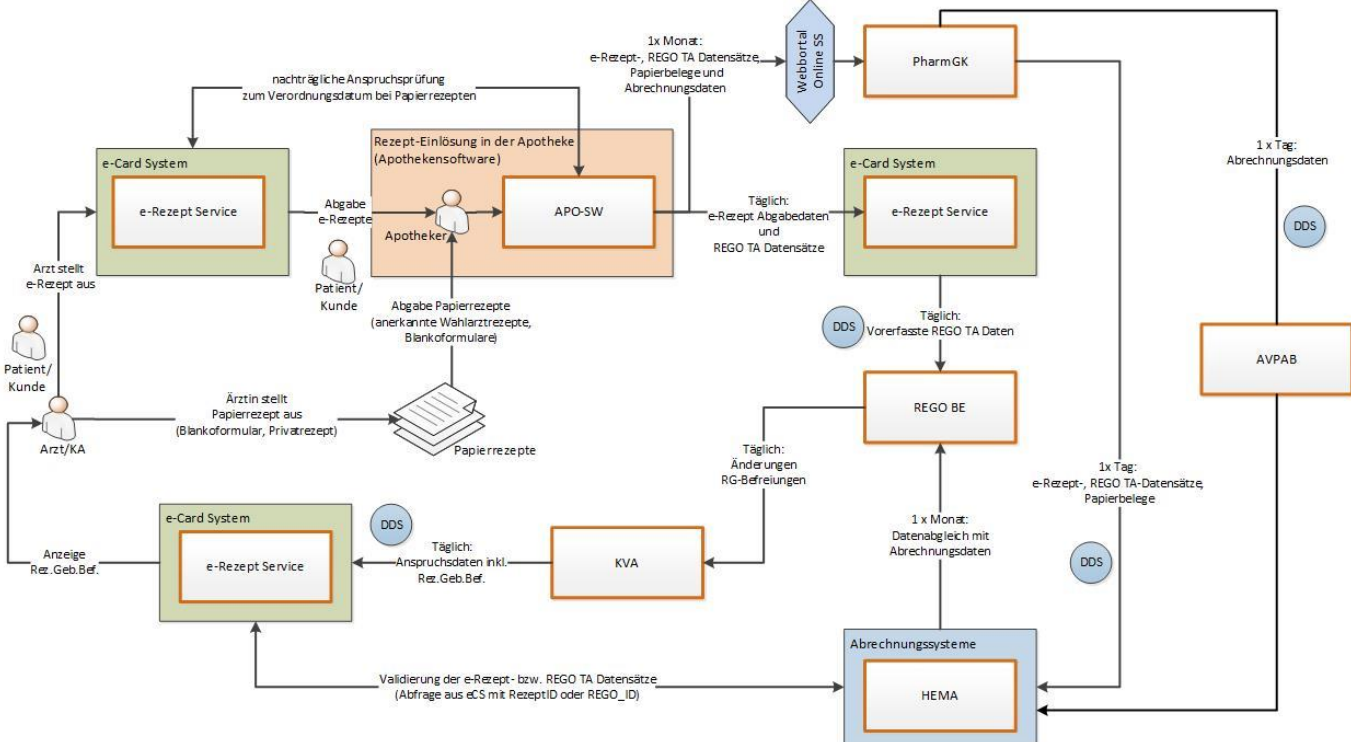 1x Monat:
e-Rezept-, REGO TA Datensätze,
Papierbelege und
Abrechnungsdaten
Webbortal
Online SS
PharmGK
nachträgliche Anspruchsprüfung
zum Verordnungsdatum bei Papierrezepten
1 x Tag:
Abrechnungsdaten
DDS
e-Card System
e-Rezept Service
Abgabe
e-Rezepte
Patient/
Kunde
Rezept-Einlösung in der Apotheke
(Apothekensoftware)
Apotheker
APO-SW
Täglich:
e-Rezept Abgabedaten
und
REGO TA Datensätze
e-Card System
e-Rezept Service
Arzt stellt
e-Rezept aus
Patient/
Kunde
Abgabe Papierrezepte
(anerkannte Wahlarztrezepte,
Blankoformulare)
DDS
Täglich:
Vorerfasste REGO TA Daten
AVPAB
REGO BE
Arzt/KA
Ärztin stellt
Papierrezept aus
(Blankoformular, Privatrezept)
Papierrezepte
Täglich:
Änderungen
RG-Befreiungen
1x Tag:
e-Rezept-, REGO TA-Datensätze,
Papierbelege
DDS
Anzeige
Rez.Geb.Bef.
e-Card System
e-Rezept Service
DDS
Täglich:
Anspruchsdaten inkl.
Rez.Geb.Bef.
KVA
1 x Monat:
Datenabgleich mit
Abrechnungsdaten
Validierung der e-Rezept- bzw. REGO TA Datensätze
(Abfrage aus eCS mit RezeptID oder REGO_ID)
Abrechnungssysteme
HEMA